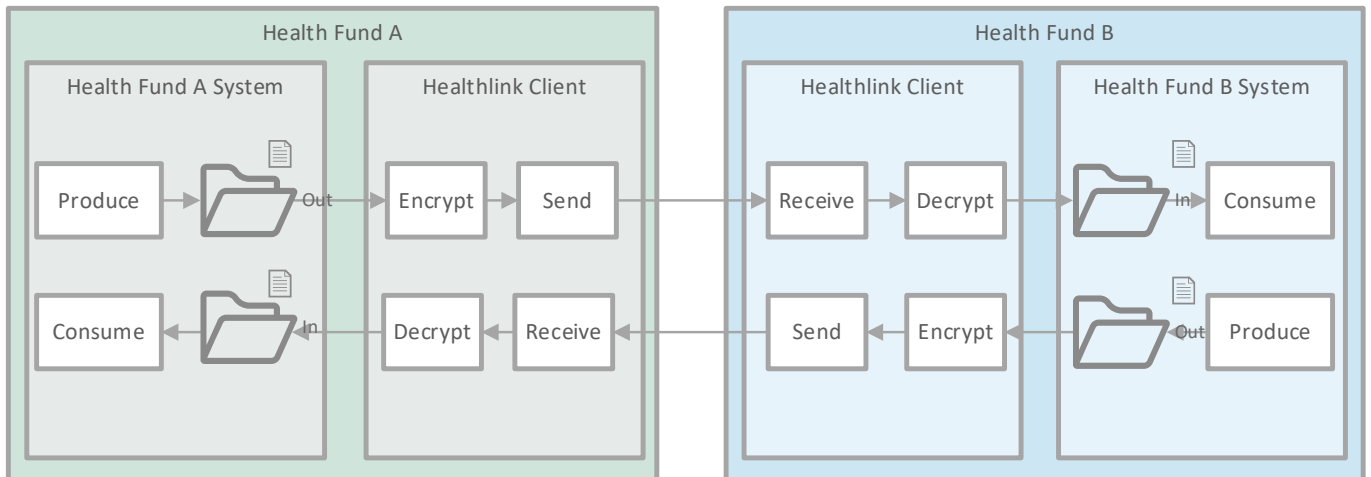 Health Fund A
Health Fund B
Health Fund A System
Healthlink Client
Healthlink Client
Health Fund B System
Produce
Out
Encrypt
Send
Receive
Decrypt
In
Consume
Consume
In
Decrypt
Receive
Send
Encrypt
Out
Produce